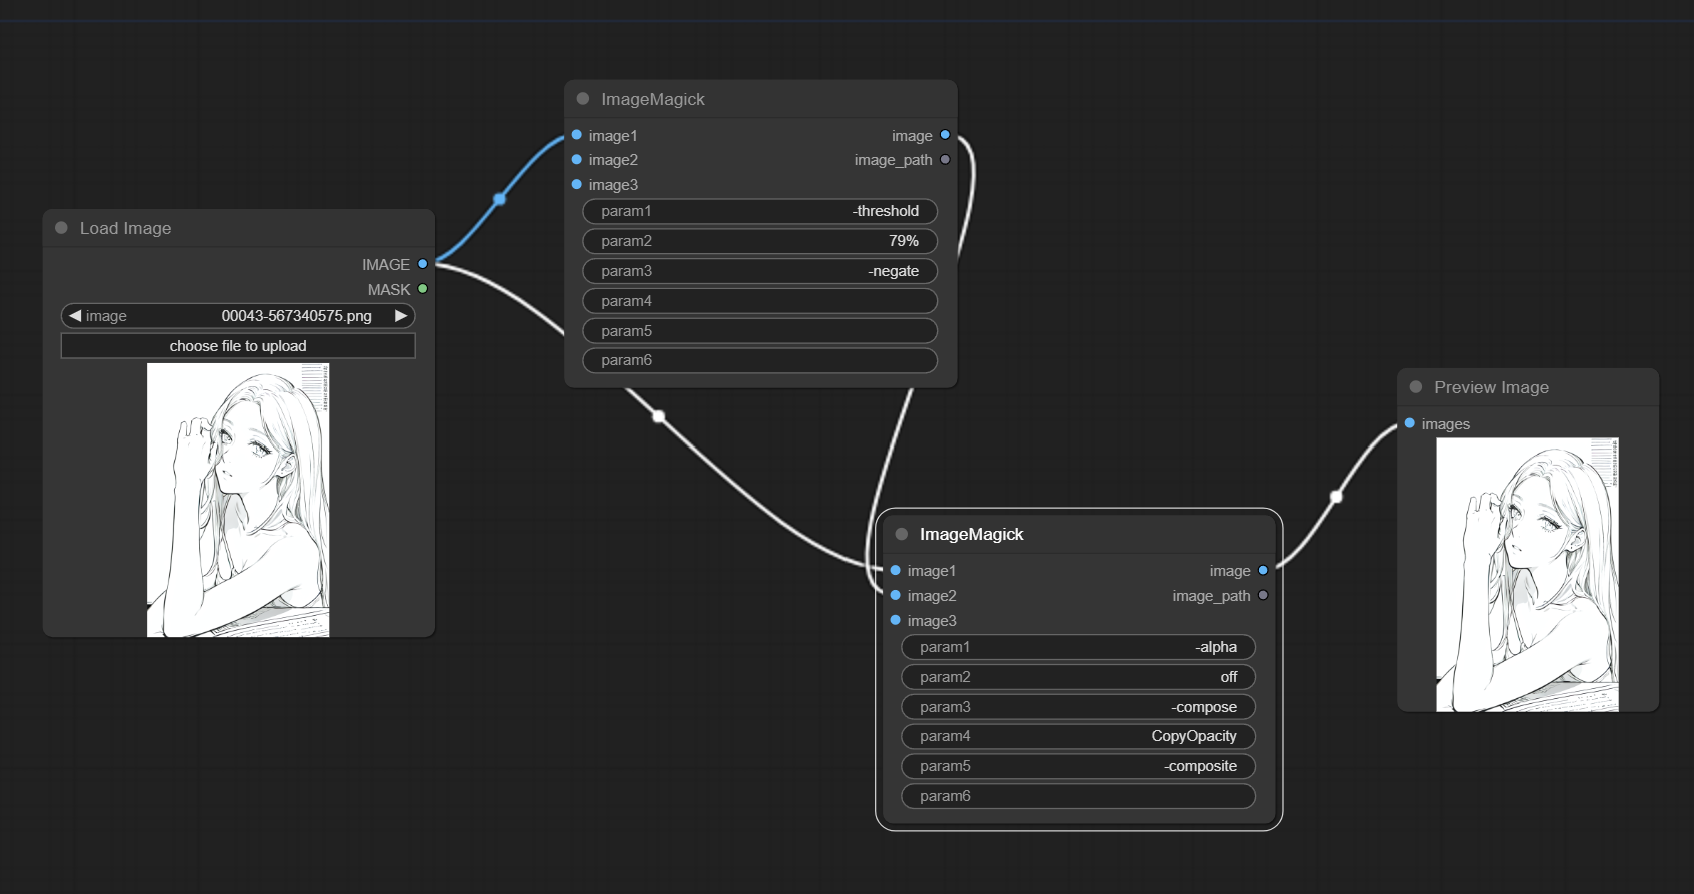 Load Image
IMAGE
MASK
image 00043-567340575.png
choose file to upload
ImageMagick
image1 image
image2 image_path
image3
param1 -threshold
param2 79%
param3 -negate
param4
param5
param6
ImageMagick
image1 image
image2 image_path
image3
param1 -alpha
param2 off
param3 -compose
param4 CopyOpacity
param5 -composite
param6
Preview Image
images